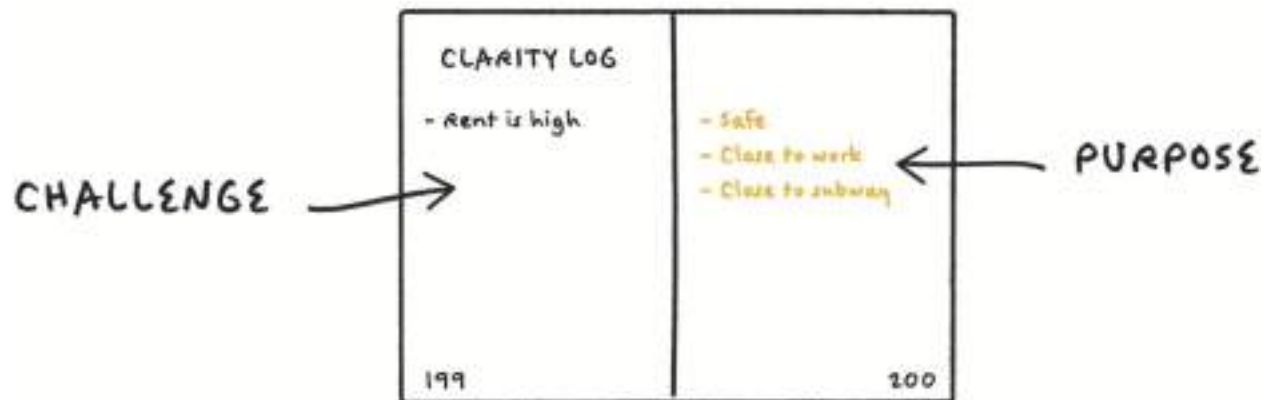 CLARITY LOG
- Rent is high
- Safe
- Close to work
- Close to subway
CHALLENGE
PURPOSE
199
200